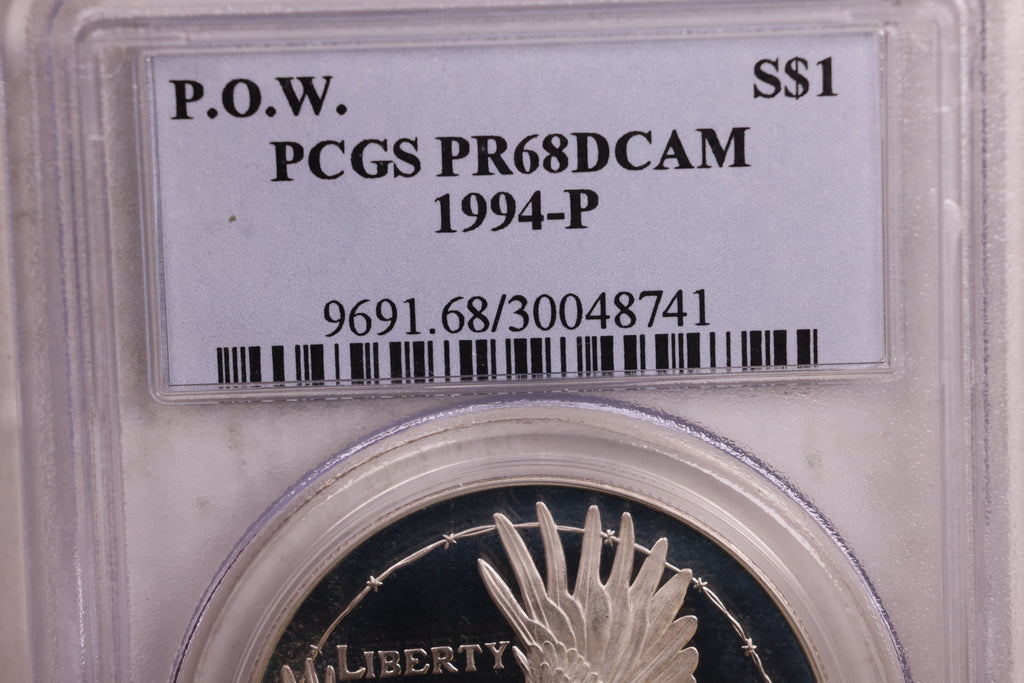 P.O.W. S$1
PCGS PR68DCAM
1994-P
9691.68/30048741
LIBERTY